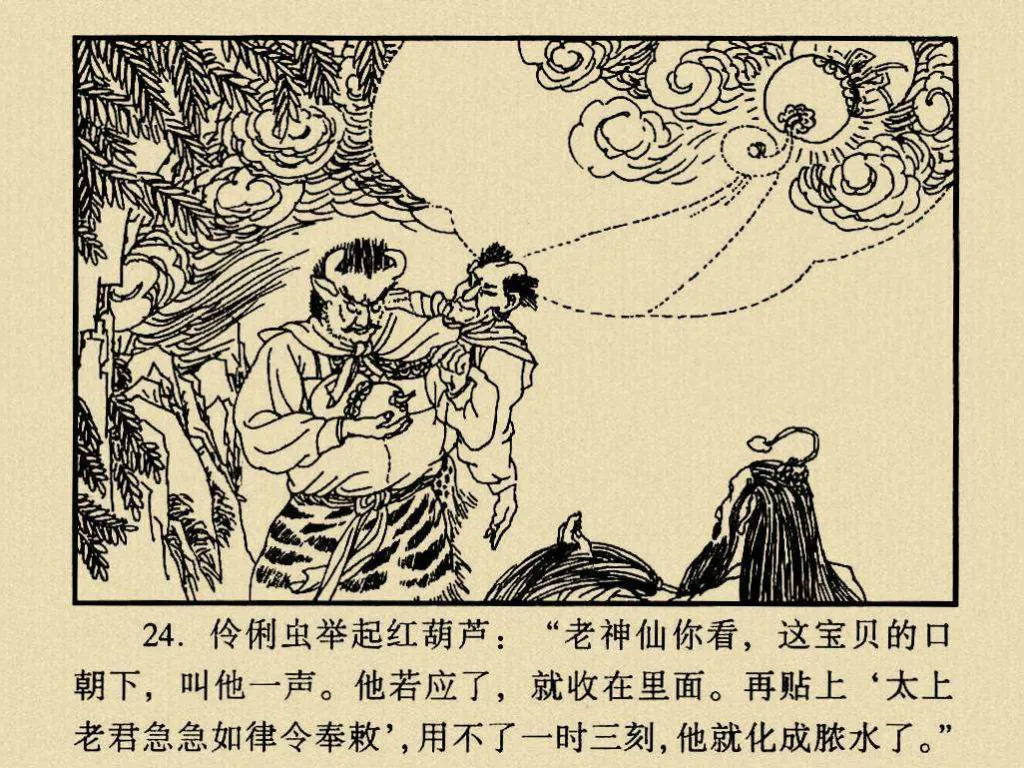 24. 伶俐虫举起红葫芦：“老神仙你看，这宝贝的口
朝下，叫他一声。他若应了，就收在里面。再贴上‘太上
老君急急如律令奉敕’，用不了一时三刻，他就化成脓水了。”